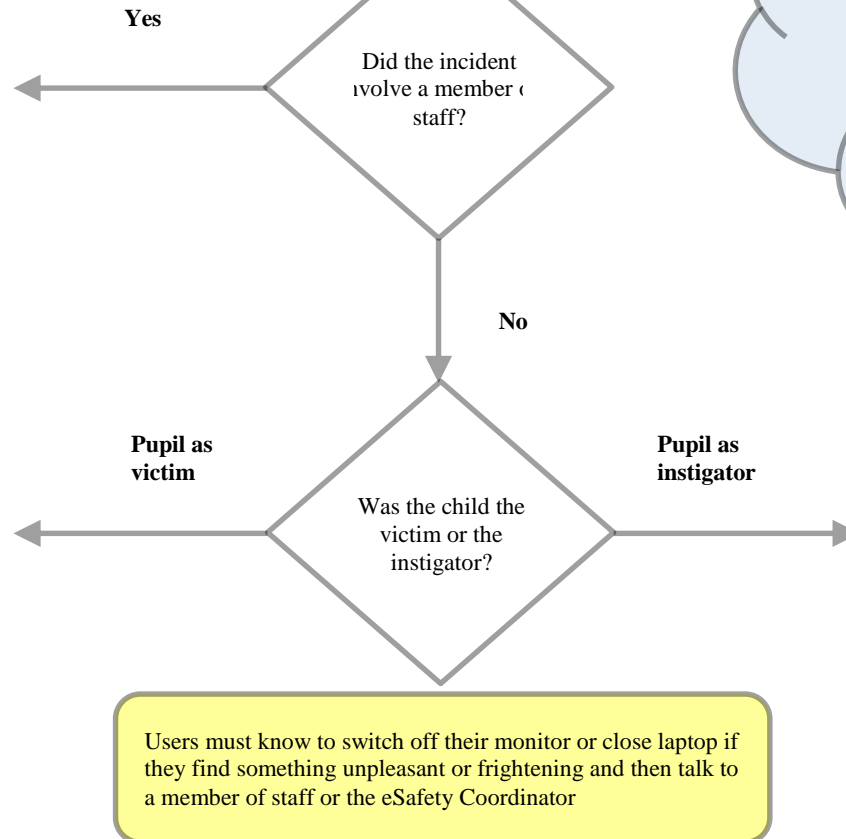 Yes
Did the incident
a member
staff?
No
Pupil as
victim
Pupil as
instigator
Was the child the
victim or the
instigator?
Users must know to switch off their monitor or close laptop if
they find something unpleasant or frightening and then talk to
a member of staff or the eSafety Coordinator